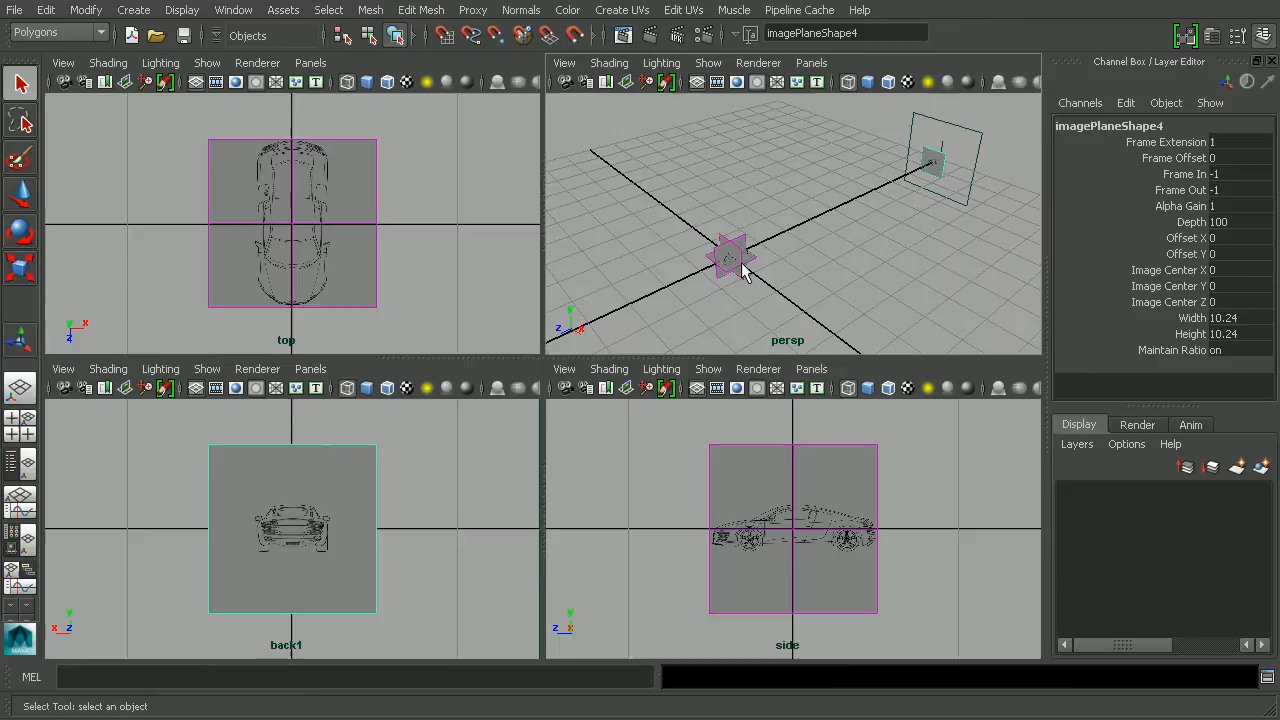 File Edit Create Display Window Assets Select Mesh Edit Mesh Proxy Normals Color Create UVs Edit UVs Muscle Pipeline Cache Help
Polygons Objects imagePlaneShape4
View Shading Lighting Show Renderer Panels
View Shading Lighting Show Renderer Panels
top
y x z
persp
y z x
View Shading Lighting Show Renderer Panels
View Shading Lighting Show Renderer Panels
back1
y x z
side
y z x
Channel Box / Layer Editor
Channels Edit Object Show
imagePlaneShape4
Frame Extension 1
Frame Offset 0
Frame In -1
Frame Out -1
Alpha Gain 1
Depth 100
Offset X 0
Offset Y 0
Image Center X 0
Image Center Y 0
Image Center Z 0
Width 10.24
Height 10.24
Maintain Ratio on
Display Render Anim
Layers Options Help
MEL
Select Tool: select an object